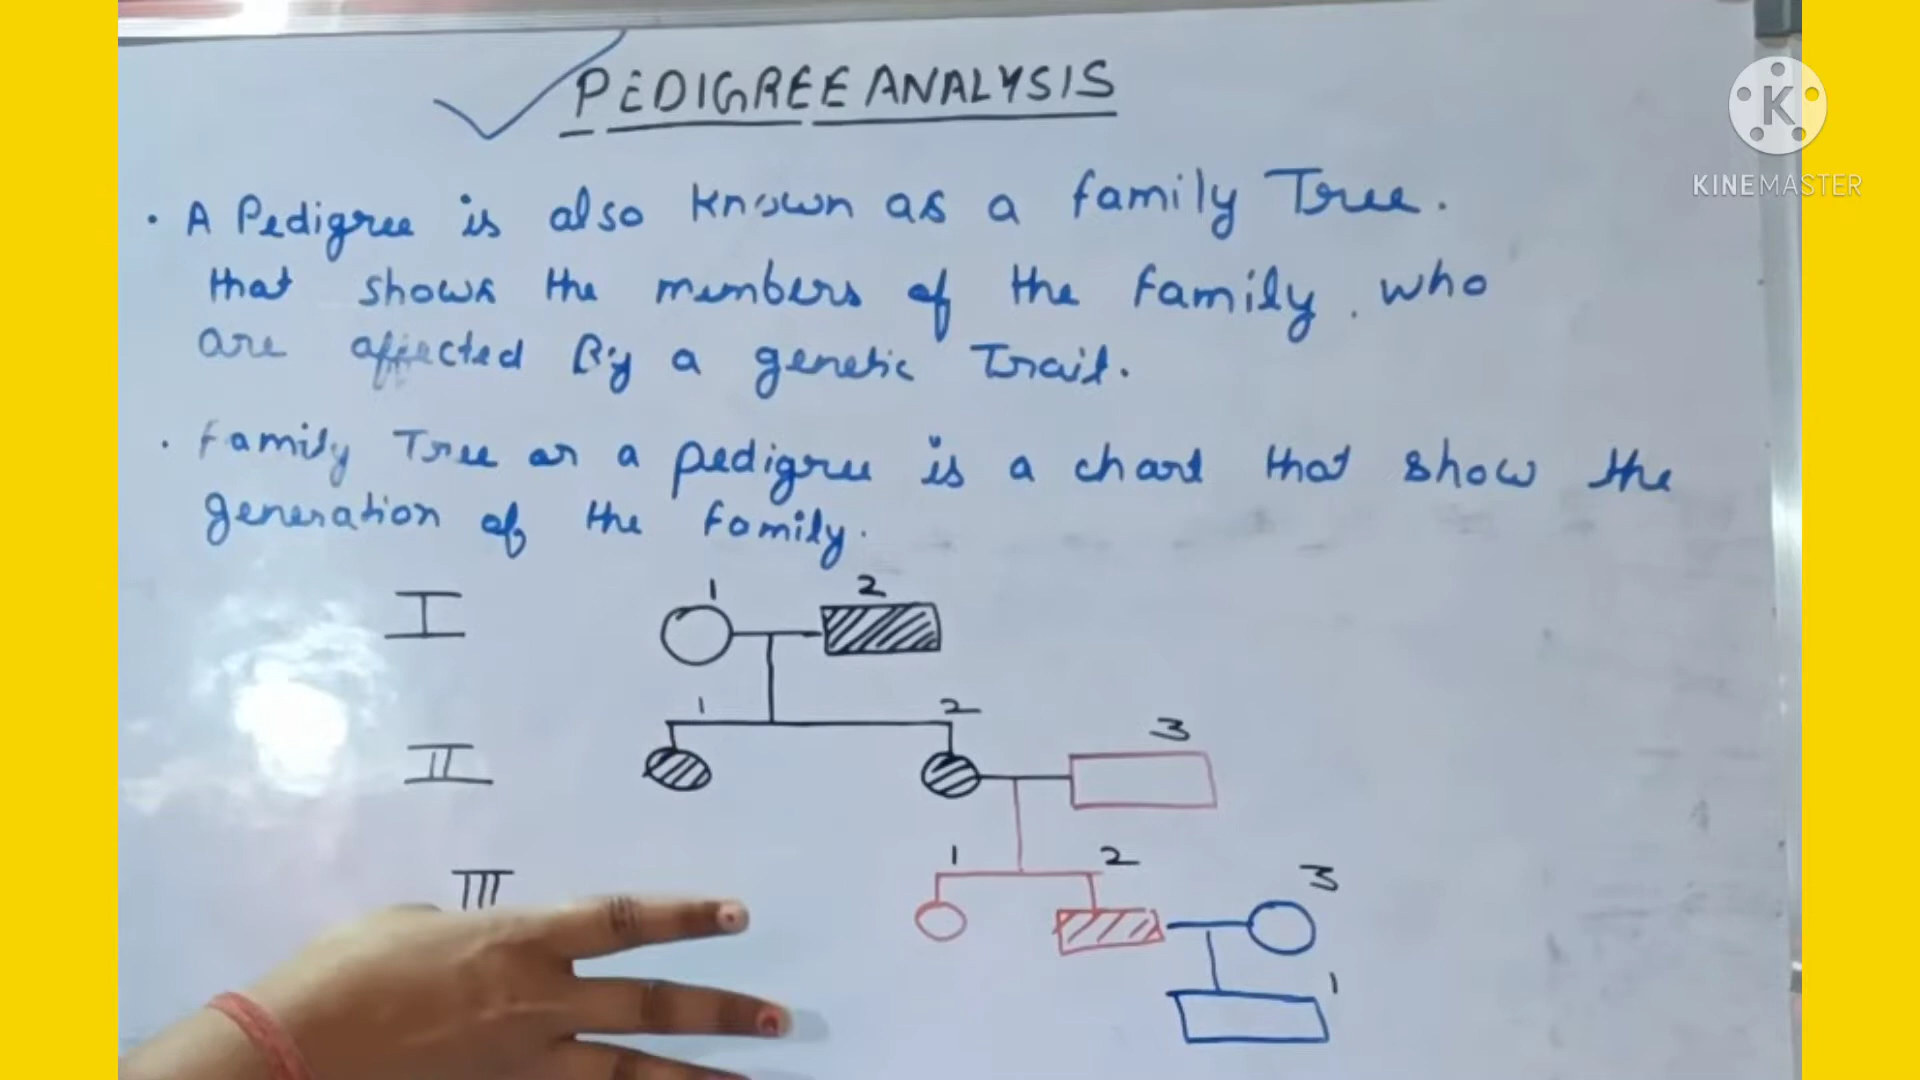 PEDIGREE ANALYSIS
KINEMASTER
• A Pedigree is also known as a family Tree.
that shows the members of the family. who
are affected By a genetic Trait.
• Family Tree or a pedigree is a chart that show the
generation of the family.
I 1 2
II 1 2 3
III 1 2 3
1